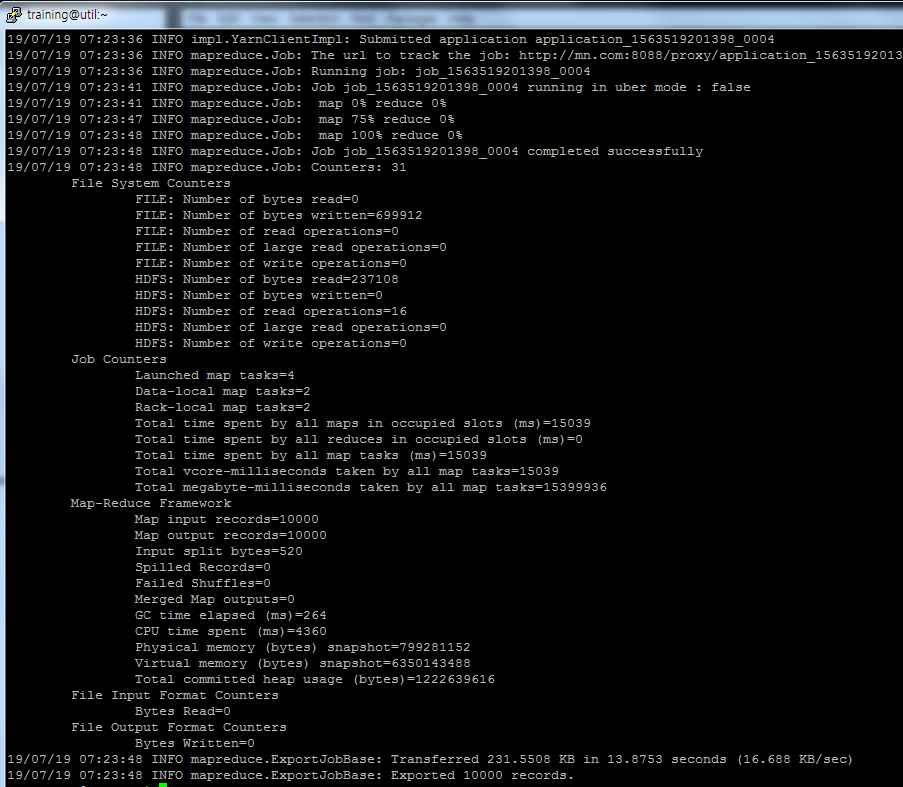 training@util:~
19/07/19 07:23:36 INFO impl.YarnClientImpl: Submitted application application_1563519201398_0004
19/07/19 07:23:36 INFO mapreduce.Job: The url to track the job: http://mn.com:8088/proxy/application_15635192013
19/07/19 07:23:36 INFO mapreduce.Job: Running job: job_1563519201398_0004
19/07/19 07:23:41 INFO mapreduce.Job: Job job_1563519201398_0004 running in uber mode : false
19/07/19 07:23:41 INFO mapreduce.Job:  map 0% reduce 0%
19/07/19 07:23:47 INFO mapreduce.Job:  map 75% reduce 0%
19/07/19 07:23:48 INFO mapreduce.Job:  map 100% reduce 0%
19/07/19 07:23:48 INFO mapreduce.Job: Job job_1563519201398_0004 completed successfully
19/07/19 07:23:48 INFO mapreduce.Job: Counters: 31
File System Counters
FILE: Number of bytes read=0
FILE: Number of bytes written=699912
FILE: Number of read operations=0
FILE: Number of large read operations=0
FILE: Number of write operations=0
HDFS: Number of bytes read=237108
HDFS: Number of bytes written=0
HDFS: Number of read operations=16
HDFS: Number of large read operations=0
HDFS: Number of write operations=0
Job Counters
Launched map tasks=4
Data-local map tasks=2
Rack-local map tasks=2
Total time spent by all maps in occupied slots (ms)=15039
Total time spent by all reduces in occupied slots (ms)=0
Total time spent by all map tasks (ms)=15039
Total vcore-milliseconds taken by all map tasks=15039
Total megabyte-milliseconds taken by all map tasks=15399936
Map-Reduce Framework
Map input records=10000
Map output records=10000
Input split bytes=520
Spilled Records=0
Failed Shuffles=0
Merged Map outputs=0
GC time elapsed (ms)=264
CPU time spent (ms)=4360
Physical memory (bytes) snapshot=799281152
Virtual memory (bytes) snapshot=6350143488
Total committed heap usage (bytes)=1222639616
File Input Format Counters
Bytes Read=0
File Output Format Counters
Bytes Written=0
19/07/19 07:23:48 INFO mapreduce.ExportJobBase: Transferred 231.5508 KB in 13.8753 seconds (16.688 KB/sec)
19/07/19 07:23:48 INFO mapreduce.ExportJobBase: Exported 10000 records.